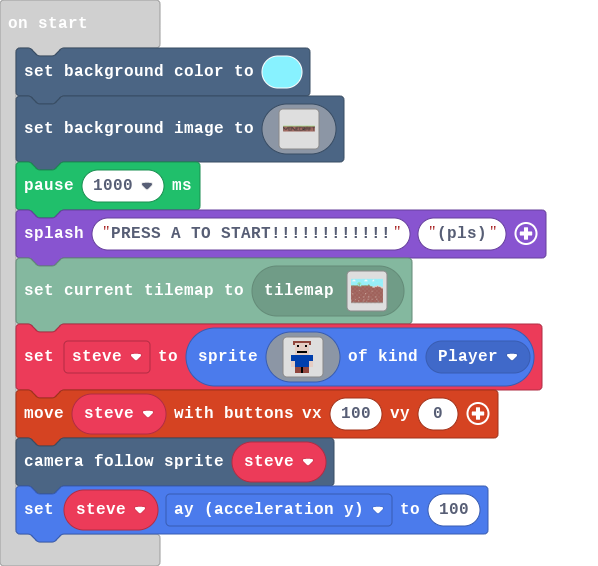 on start
set background color to
set background image to
pause 1000 ms
splash "PRESS A TO START!!!!!!!!!!!!" "(pls)"
set current tilemap to tilemap
set steve to sprite of kind Player
move steve with buttons vx 100 vy 0
camera follow sprite steve
set steve ay (acceleration y) to 100